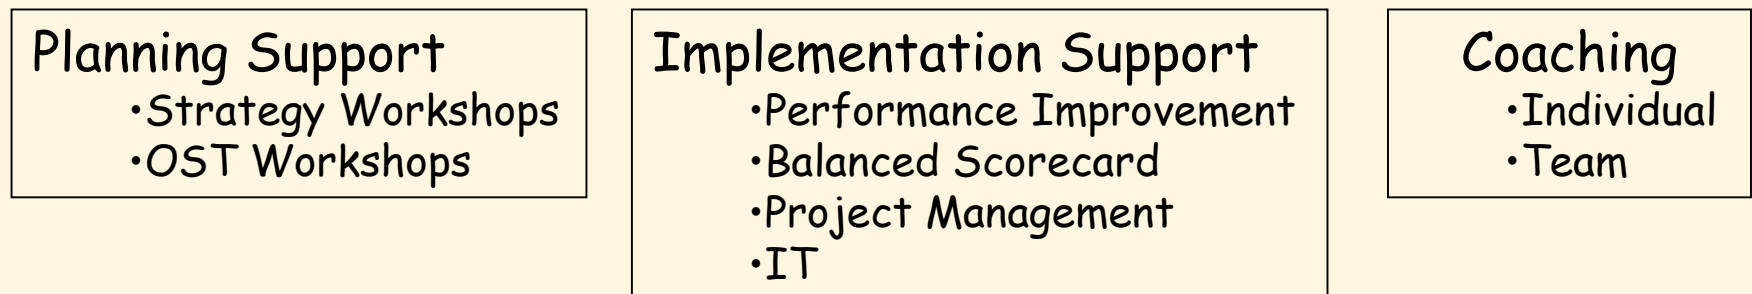 Planning Support
•Strategy Workshops
•OST Workshops
Implementation Support
•Performance Improvement
•Balanced Scorecard
•Project Management
•IT
Coaching
•Individual
•Team